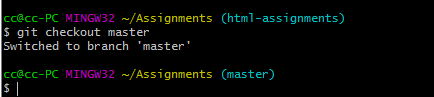 cc@cc-PC MINGW32 ~/Assignments (html-assignments)
$ git checkout master
Switched to branch 'master'
cc@cc-PC MINGW32 ~/Assignments (master)
$